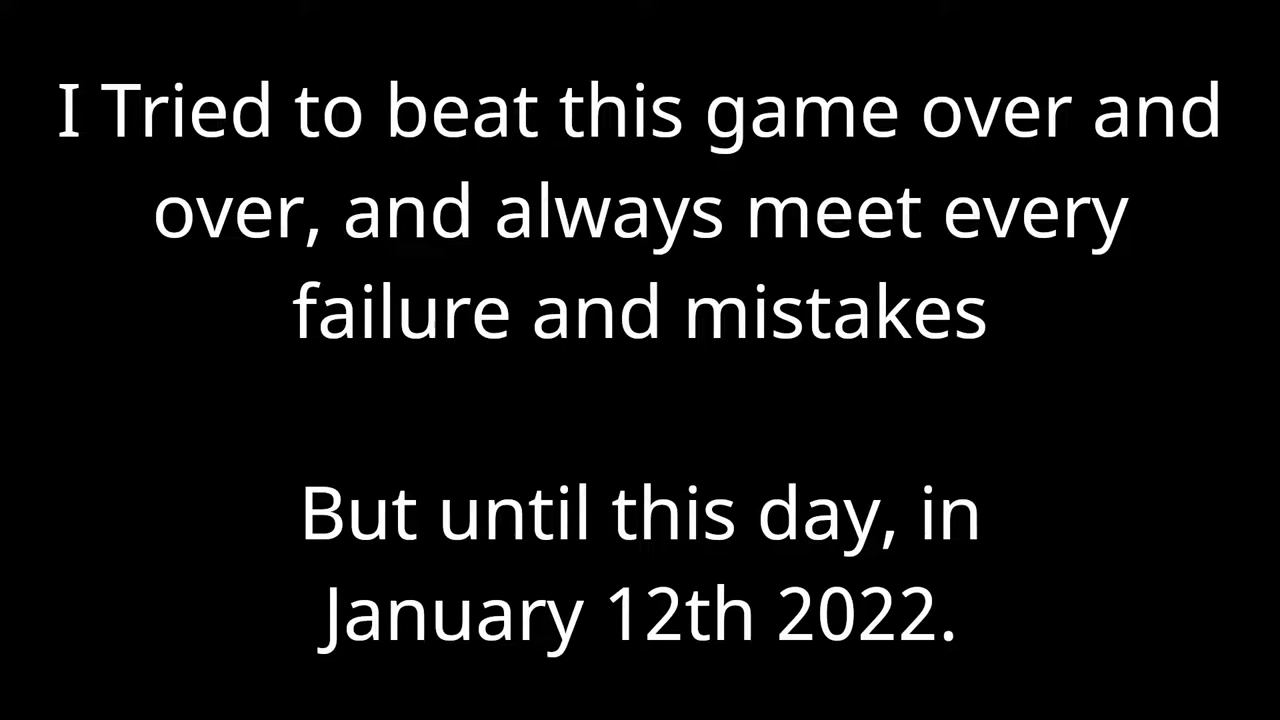 I Tried to beat this game over and
over, and always meet every
failure and mistakes
But until this day, in
January 12th 2022.